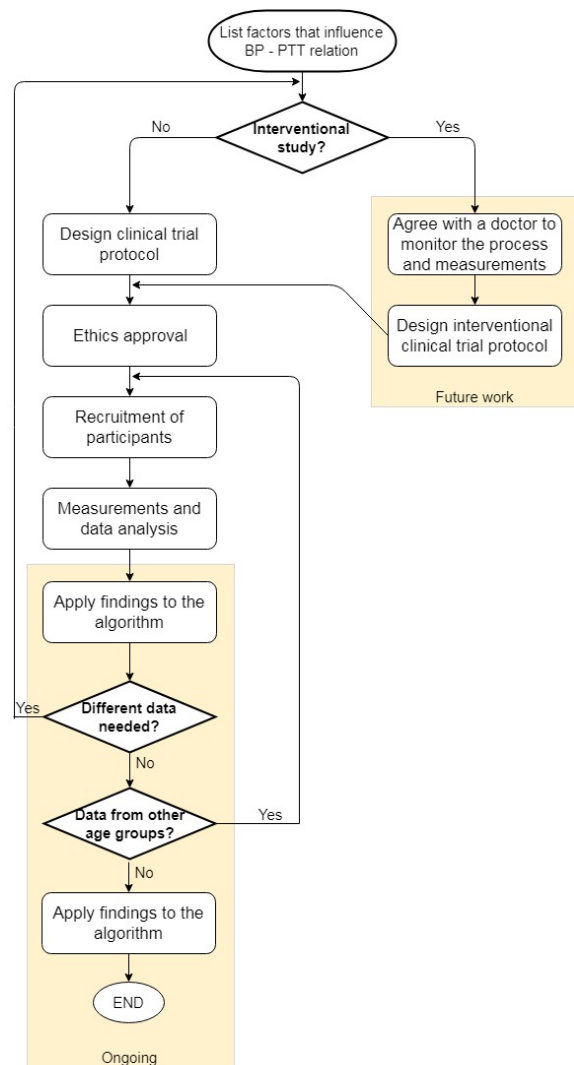 List factors that influence
BP - PTT relation
No
Interventional
study?
Yes
Design clinical trial
protocol
Agree with a doctor to
monitor the process
and measurements
Ethics approval
Design interventional
clinical trial protocol
Future work
Recruitment of
participants
Measurements and
data analysis
Apply findings to the
algorithm
Yes
Different data
needed?
No
Data from other
age groups?
Yes
No
Apply findings to the
algorithm
END
Ongoing